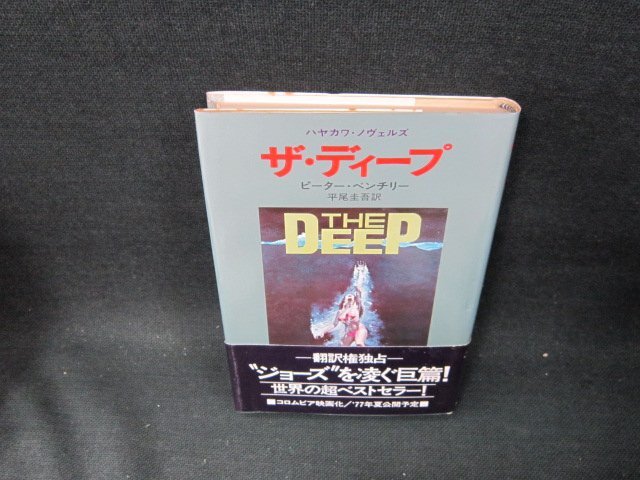 ハヤカワ・ノヴェルズ
ザ・ディープ
ピーター・ベンチリー
平尾圭吾訳
THE
DEEP
—翻訳権独占—
“ジョーズ”を凌ぐ巨篇!
世界の超ベストセラー!
■コロムビア映画化/'77年夏公開予定■